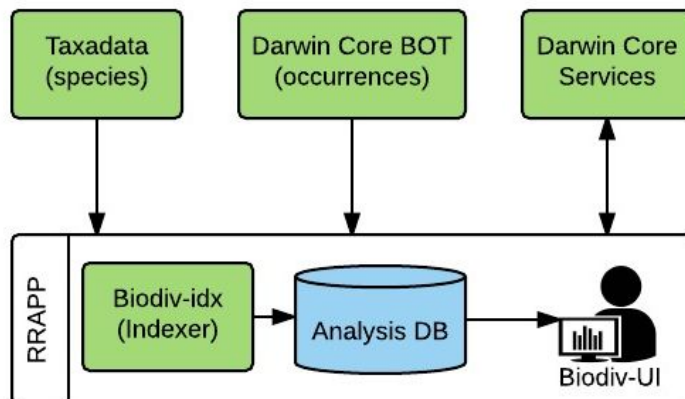 Taxadata
(species)
Darwin Core BOT
(occurrences)
Darwin Core
Services
RRAPP
Biodiv-idx
(Indexer)
Analysis DB
Biodiv-UI